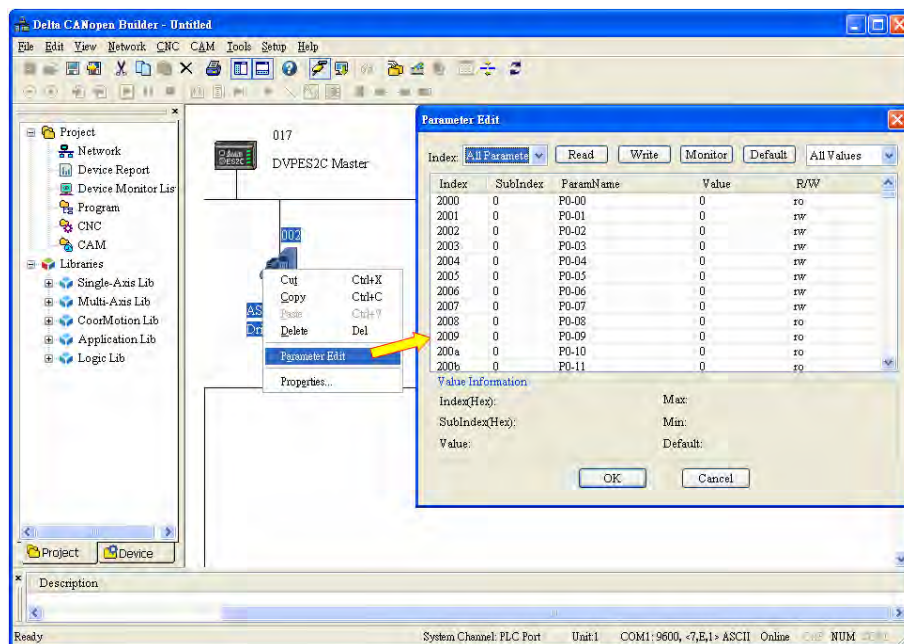 Delta CANopen Builder - Untitled
File Edit View Network CNC CAM Tools Setup Help
Project
Network
Device Report
Device Monitor Lis
Program
CNC
CAM
Libraries
Single-Axis Lib
Multi-Axis Lib
CoorMotion Lib
Application Lib
Logic Lib
Project Device
017
DVPES2C Master
002
Cut Ctrl+X
Copy Ctrl+C
Paste Ctrl+V
Delete Del
Parameter Edit
Properties...
Parameter Edit
Index: All Paramete Read Write Monitor Default All Values
Index SubIndex ParamName Value R/W
2000 0 P0-00 0 ro
2001 0 P0-01 0 rw
2002 0 P0-02 0 rw
2003 0 P0-03 0 rw
2004 0 P0-04 0 rw
2005 0 P0-05 0 rw
2006 0 P0-06 0 rw
2007 0 P0-07 0 rw
2008 0 P0-08 0 ro
2009 0 P0-09 0 ro
200a 0 P0-10 0 ro
200b 0 P0-11 0 ro
Value Information
Index(Hex): Max:
SubIndex(Hex): Min:
Value: Default:
OK Cancel
Description
Ready System Channel: PLC Port Unit:1 COM1: 9600, <7,E,1> ASCII Online CAP NUM